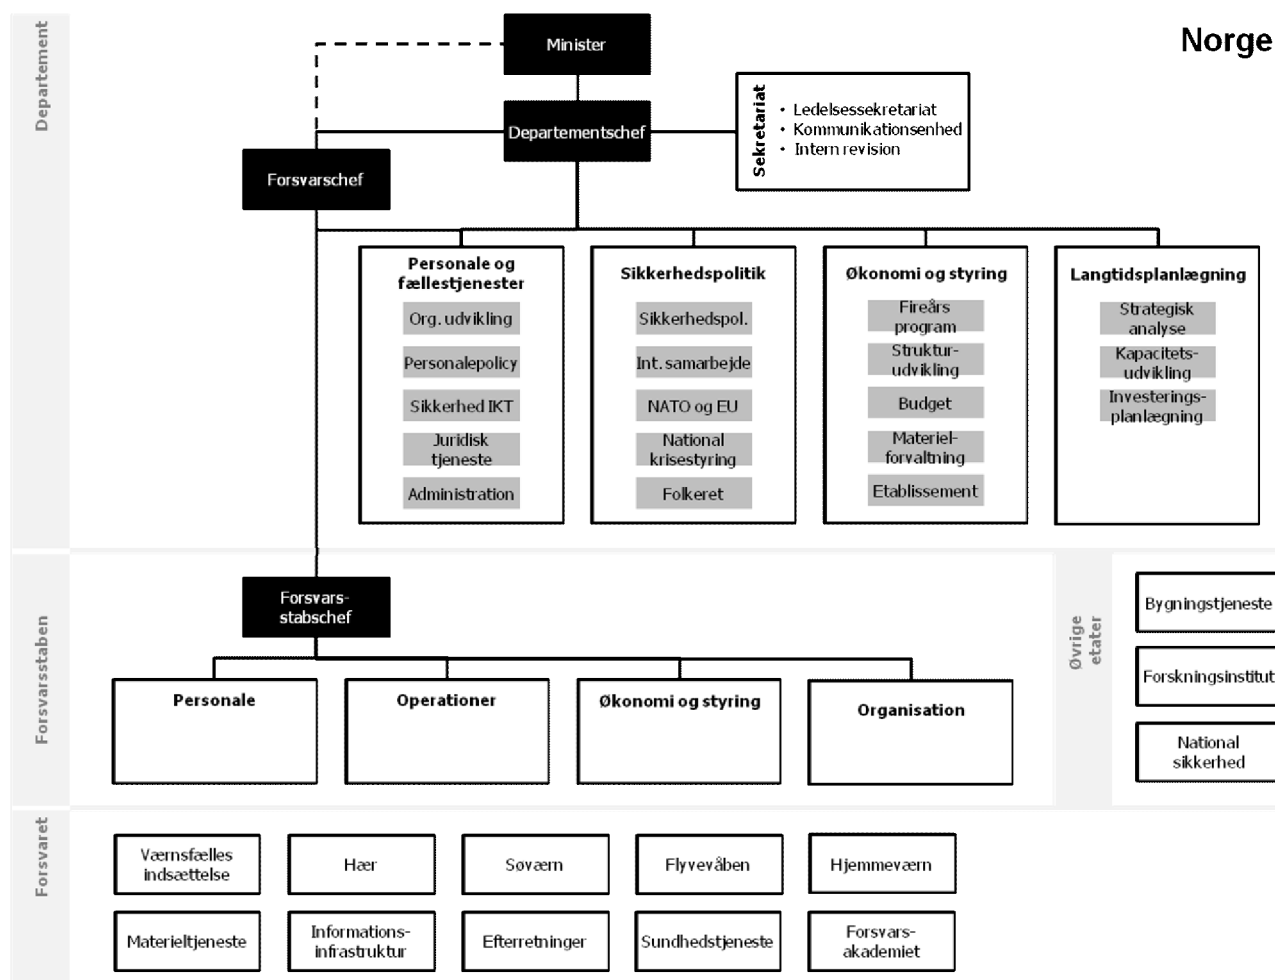 Norge
Departement
Minister
Departementschef
Sekretariat
• Ledelsessekretariat
• Kommunikationsenhed
• Intern revision
Forsvarschef
Personale og
fællestjenester
Org. udvikling
Personalepolicy
Sikkerhed IKT
Juridisk
tjeneste
Administration
Sikkerhedspolitik
Sikkerhedspol.
Int. samarbejde
NATO og EU
National
krisestyring
Folkeret
Økonomi og styring
Fireårs
program
Struktur-
udvikling
Budget
Materiel-
forvaltning
Etablissement
Langtidsplanlægning
Strategisk
analyse
Kapacitets-
udvikling
Investerings-
planlægning
Forsvarsstaben
Forsvars-
stabschef
Personale
Operationer
Økonomi og styring
Organisation
Øvrige
etater
Bygningstjeneste
Forskningsinstitut
National
sikkerhed
Forsvaret
Værnsfælles
indsættelse
Hær
Søværn
Flyvevåben
Hjemmeværn
Materieltjeneste
Informations-
infrastruktur
Efterretninger
Sundhedstjeneste
Forsvars-
akademiet